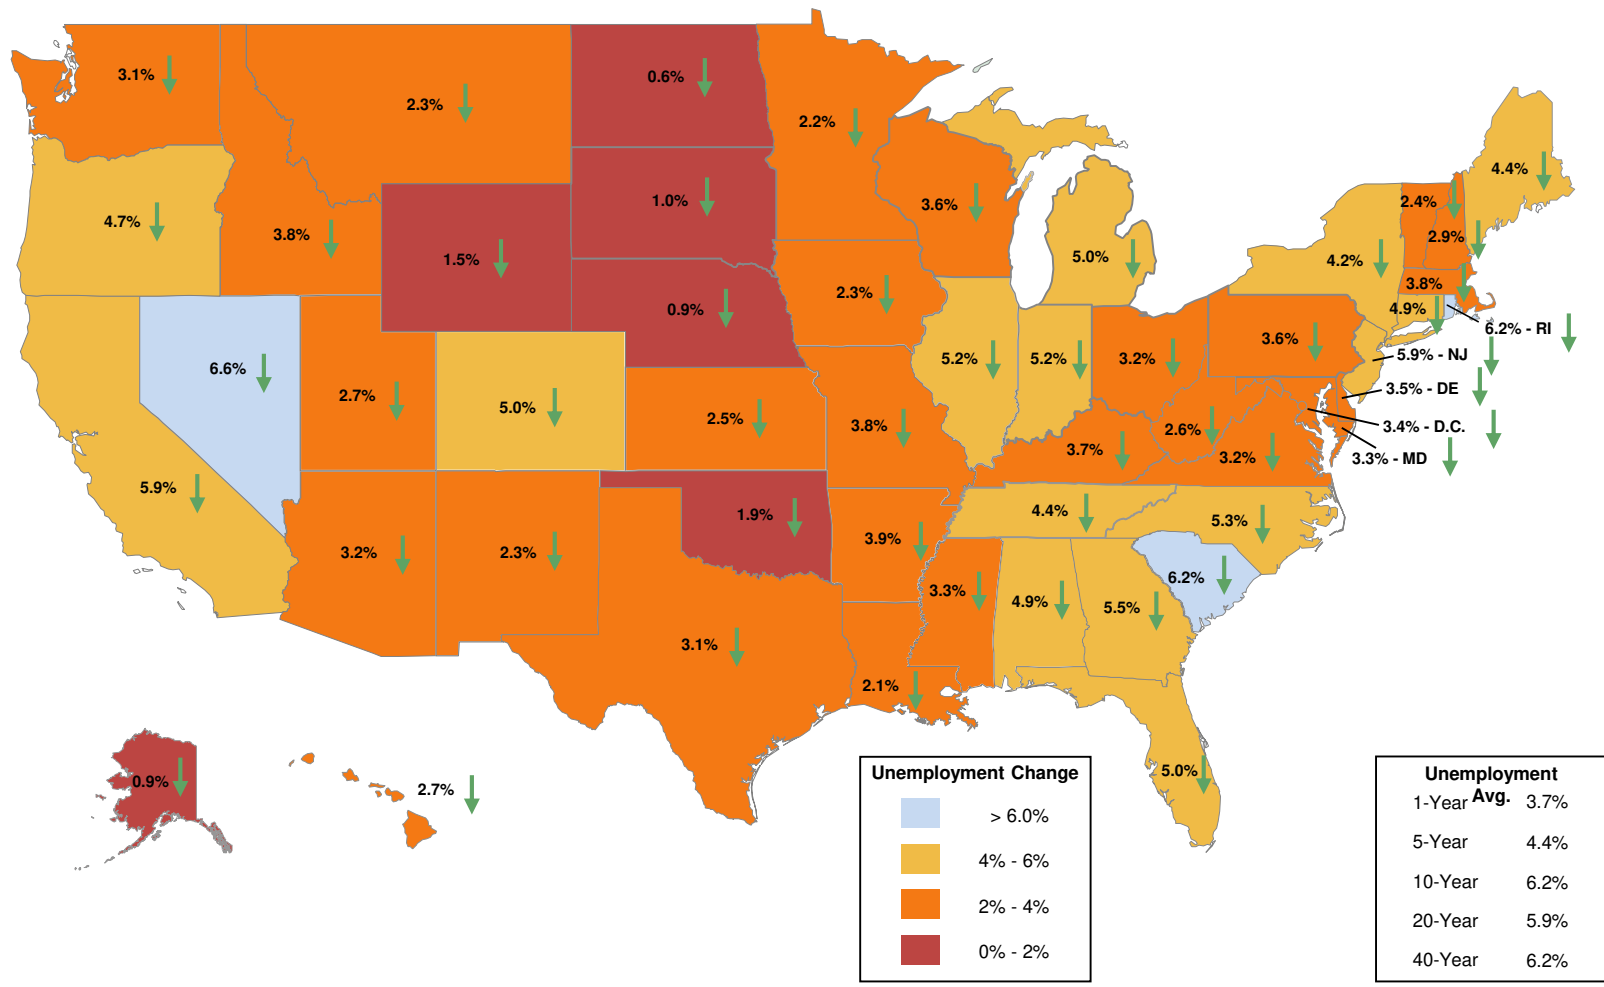 0.6%
3.1%
2.3%
2.2%
4.4%
1.0%
2.4%
3.6%
4.7%
3.8%
2.9%
5.0%
1.5%
4.2%
3.8%
2.3%
0.9%
4.9%
6.2% - RI
3.6%
5.9% - NJ
5.2%
5.2%
3.2%
6.6%
3.5% - DE
2.7%
5.0%
2.5%
3.8%
3.4% - D.C.
2.6%
3.7%
3.2%
3.3% - MD
5.9%
1.9%
4.4%
5.3%
3.9%
3.2%
2.3%
6.2%
3.3%
4.9%
5.5%
3.1%
2.1%
5.0%
0.9%
2.7%
Unemployment Change
> 6.0%
4% - 6%
2% - 4%
0% - 2%
Unemployment
Avg.
1-Year 3.7%
5-Year 4.4%
10-Year 6.2%
20-Year 5.9%
40-Year 6.2%